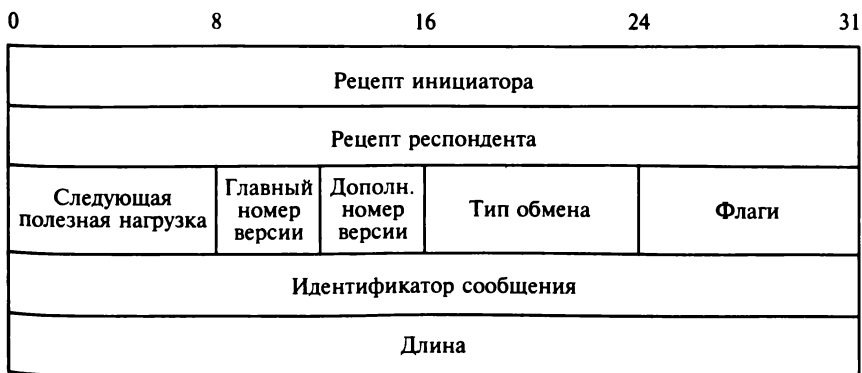 0 8 16 24 31
Рецепт инициатора
Рецепт респондента
Следующая
полезная нагрузка
Главный
номер
версии
Дополн.
номер
версии
Тип обмена
Флаги
Идентификатор сообщения
Длина